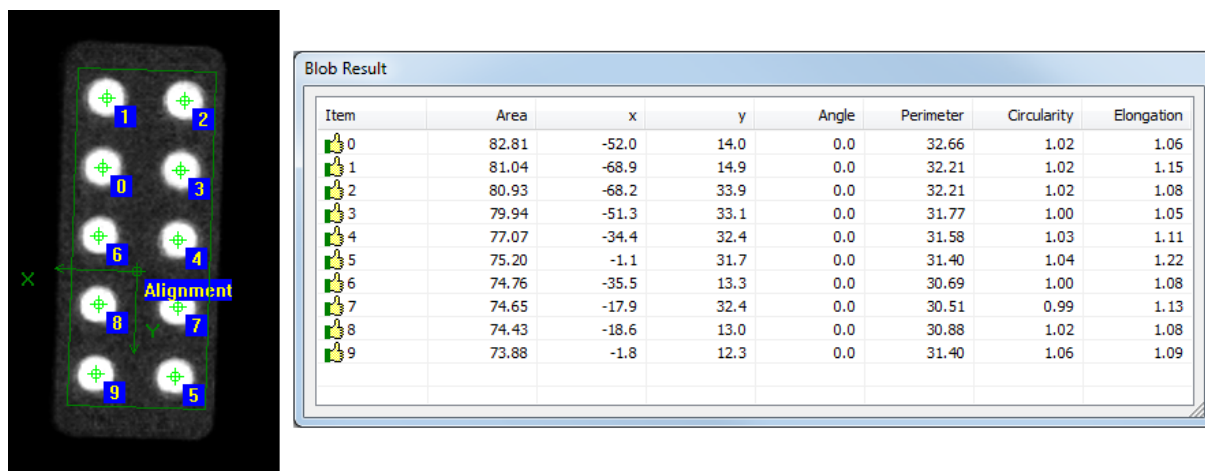 1 2
0 3
6 4
X
Alignment
8 7
Y
9 5
Blob Result
Item Area x y Angle Perimeter Circularity Elongation
0 82.81 -52.0 14.0 0.0 32.66 1.02 1.06
1 81.04 -68.9 14.9 0.0 32.21 1.02 1.15
2 80.93 -68.2 33.9 0.0 32.21 1.02 1.08
3 79.94 -51.3 33.1 0.0 31.77 1.00 1.05
4 77.07 -34.4 32.4 0.0 31.58 1.03 1.11
5 75.20 -1.1 31.7 0.0 31.40 1.04 1.22
6 74.76 -35.5 13.3 0.0 30.69 1.00 1.08
7 74.65 -17.9 32.4 0.0 30.51 0.99 1.13
8 74.43 -18.6 13.0 0.0 30.88 1.02 1.08
9 73.88 -1.8 12.3 0.0 31.40 1.06 1.09